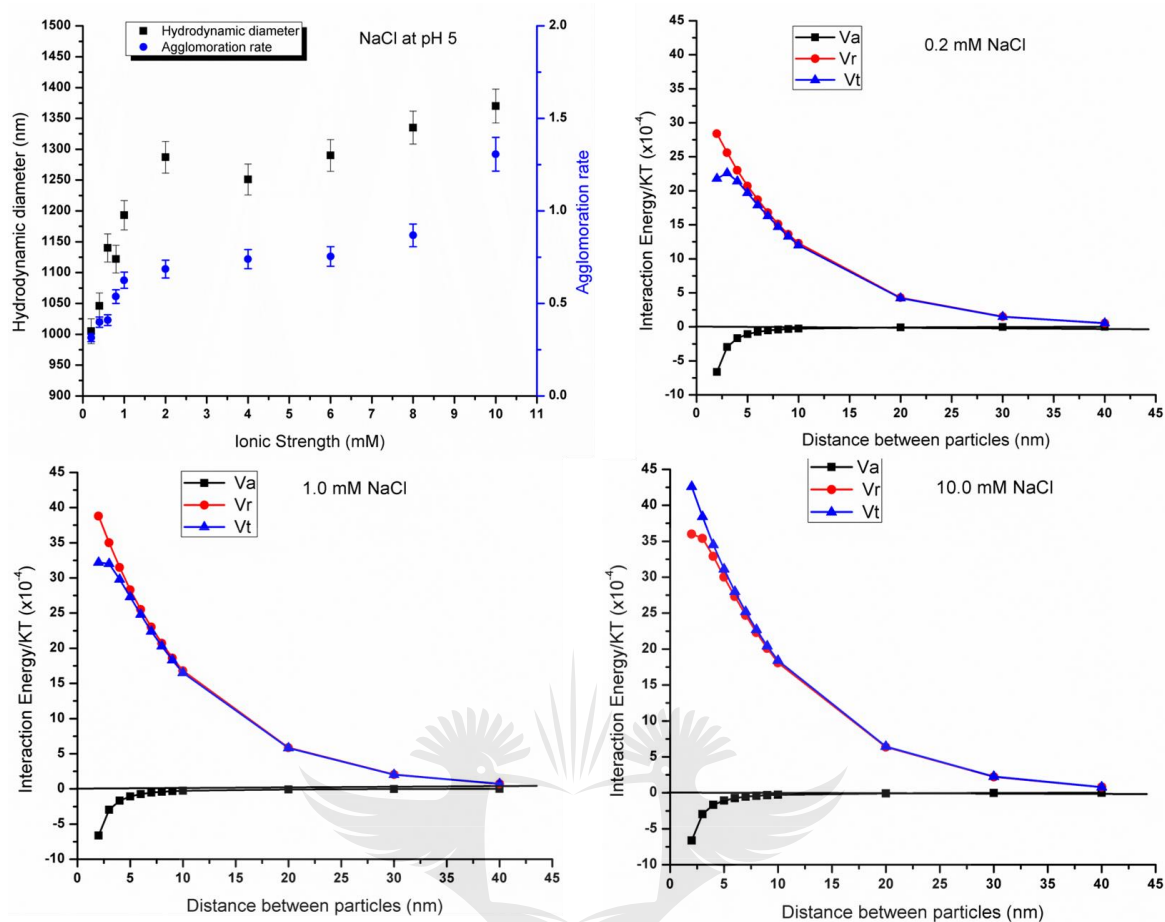 Hydrodynamic diameter
Agglomoration rate
NaCl at pH 5
Hydrodynamic diameter (nm)
1500
1450
1400
1350
1300
1250
1200
1150
1100
1050
1000
950
900
2.0
1.5
1.0
0.5
0.0
Agglomoration rate
0 1 2 3 4 5 6 7 8 9 10 11
Ionic Strength (mM)
Va
Vr
Vt
0.2 mM NaCl
Interaction Energy/KT (x10-4)
45
40
35
30
25
20
15
10
5
0
-5
-10
0 5 10 15 20 25 30 35 40 45
Distance between particles (nm)
Va
Vr
Vt
1.0 mM NaCl
Interaction Energy/KT (x10-4)
45
40
35
30
25
20
15
10
5
0
-5
-10
0 5 10 15 20 25 30 35 40 45
Distance between particles (nm)
Va
Vr
Vt
10.0 mM NaCl
Interaction Energy/KT (x10-4)
45
40
35
30
25
20
15
10
5
0
-5
-10
0 5 10 15 20 25 30 35 40 45
Distance between particles (nm)